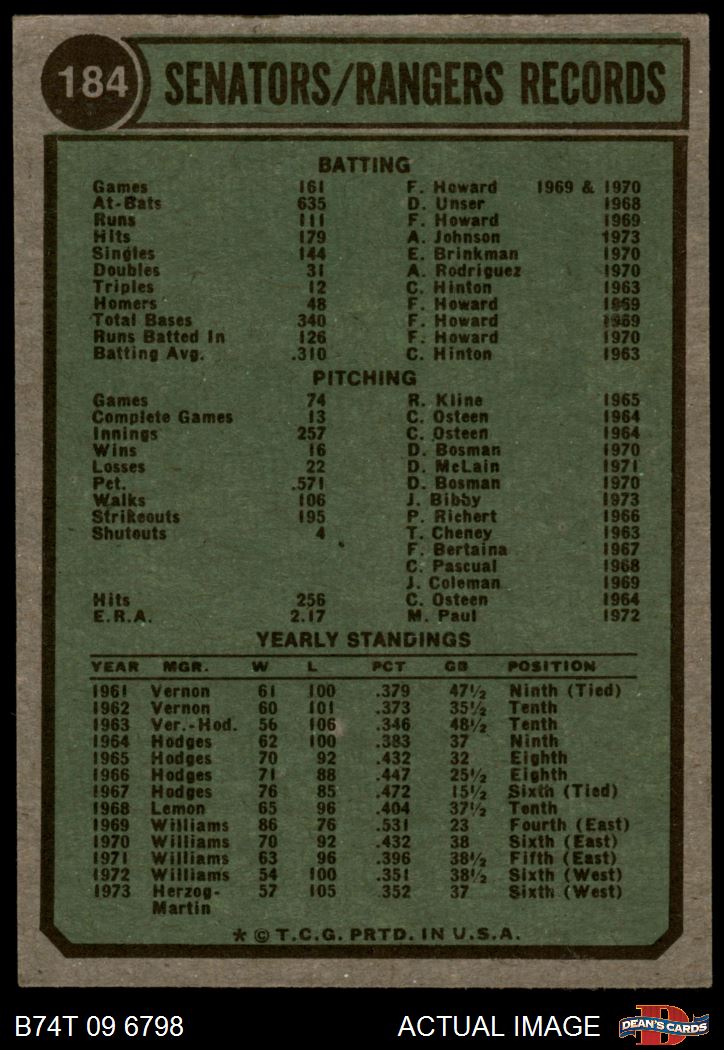 184 SENATORS/RANGERS RECORDS
BATTING
Games 161 F. Howard 1969 & 1970
At-Bats 635 D. Unser 1968
Runs 111 F. Howard 1969
Hits 179 A. Johnson 1973
Singles 144 E. Brinkman 1970
Doubles 31 A. Rodriguez 1970
Triples 12 C. Hinton 1963
Homers 48 F. Howard 1969
Total Bases 340 F. Howard 1969
Runs Batted In 126 F. Howard 1970
Batting Avg. .310 C. Hinton 1963
PITCHING
Games 74 R. Kline 1965
Complete Games 13 C. Osteen 1964
Innings 257 C. Osteen 1964
Wins 16 D. Bosman 1970
Losses 22 D. McLain 1971
Pct. .571 D. Bosman 1970
Walks 106 J. Bibby 1973
Strikeouts 195 P. Richert 1966
Shutouts 4 T. Cheney 1963
F. Bertaina 1967
C. Pascual 1968
J. Coleman 1969
Hits 256 C. Osteen 1964
E.R.A. 2.17 M. Paul 1972
YEARLY STANDINGS
YEAR MGR. W L PCT GB POSITION
1961 Vernon 61 100 .379 47½ Ninth (Tied)
1962 Vernon 60 101 .373 35½ Tenth
1963 Ver.-Hod. 56 106 .346 48½ Tenth
1964 Hodges 62 100 .383 37 Ninth
1965 Hodges 70 92 .432 32 Eighth
1966 Hodges 71 88 .447 25½ Eighth
1967 Hodges 76 85 .472 15½ Sixth (Tied)
1968 Lemon 65 96 .404 37½ Tenth
1969 Williams 86 76 .531 23 Fourth (East)
1970 Williams 70 92 .432 38 Sixth (East)
1971 Williams 63 96 .396 38½ Fifth (East)
1972 Williams 54 100 .351 38½ Sixth (West)
1973 Herzog- 57 105 .352 37 Sixth (West)
Martin
* © T.C.G. PRTD. IN U.S.A.
B74T 09 6798 ACTUAL IMAGE D DEAN'S CARDS